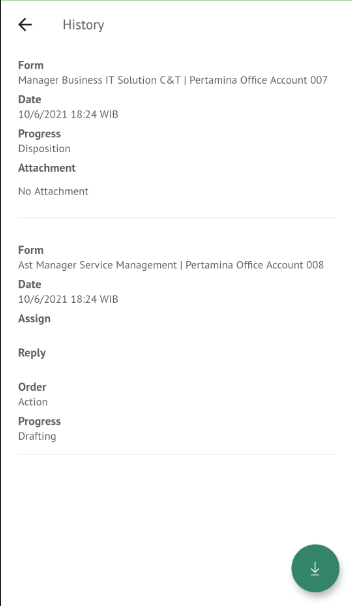 History
Form
Manager Business IT Solution C&T | Pertamina Office Account 007
Date
10/6/2021 18:24 WIB
Progress
Disposition
Attachment
No Attachment
Form
Ast Manager Service Management | Pertamina Office Account 008
Date
10/6/2021 18:24 WIB
Assign
Reply
Order
Action
Progress
Drafting